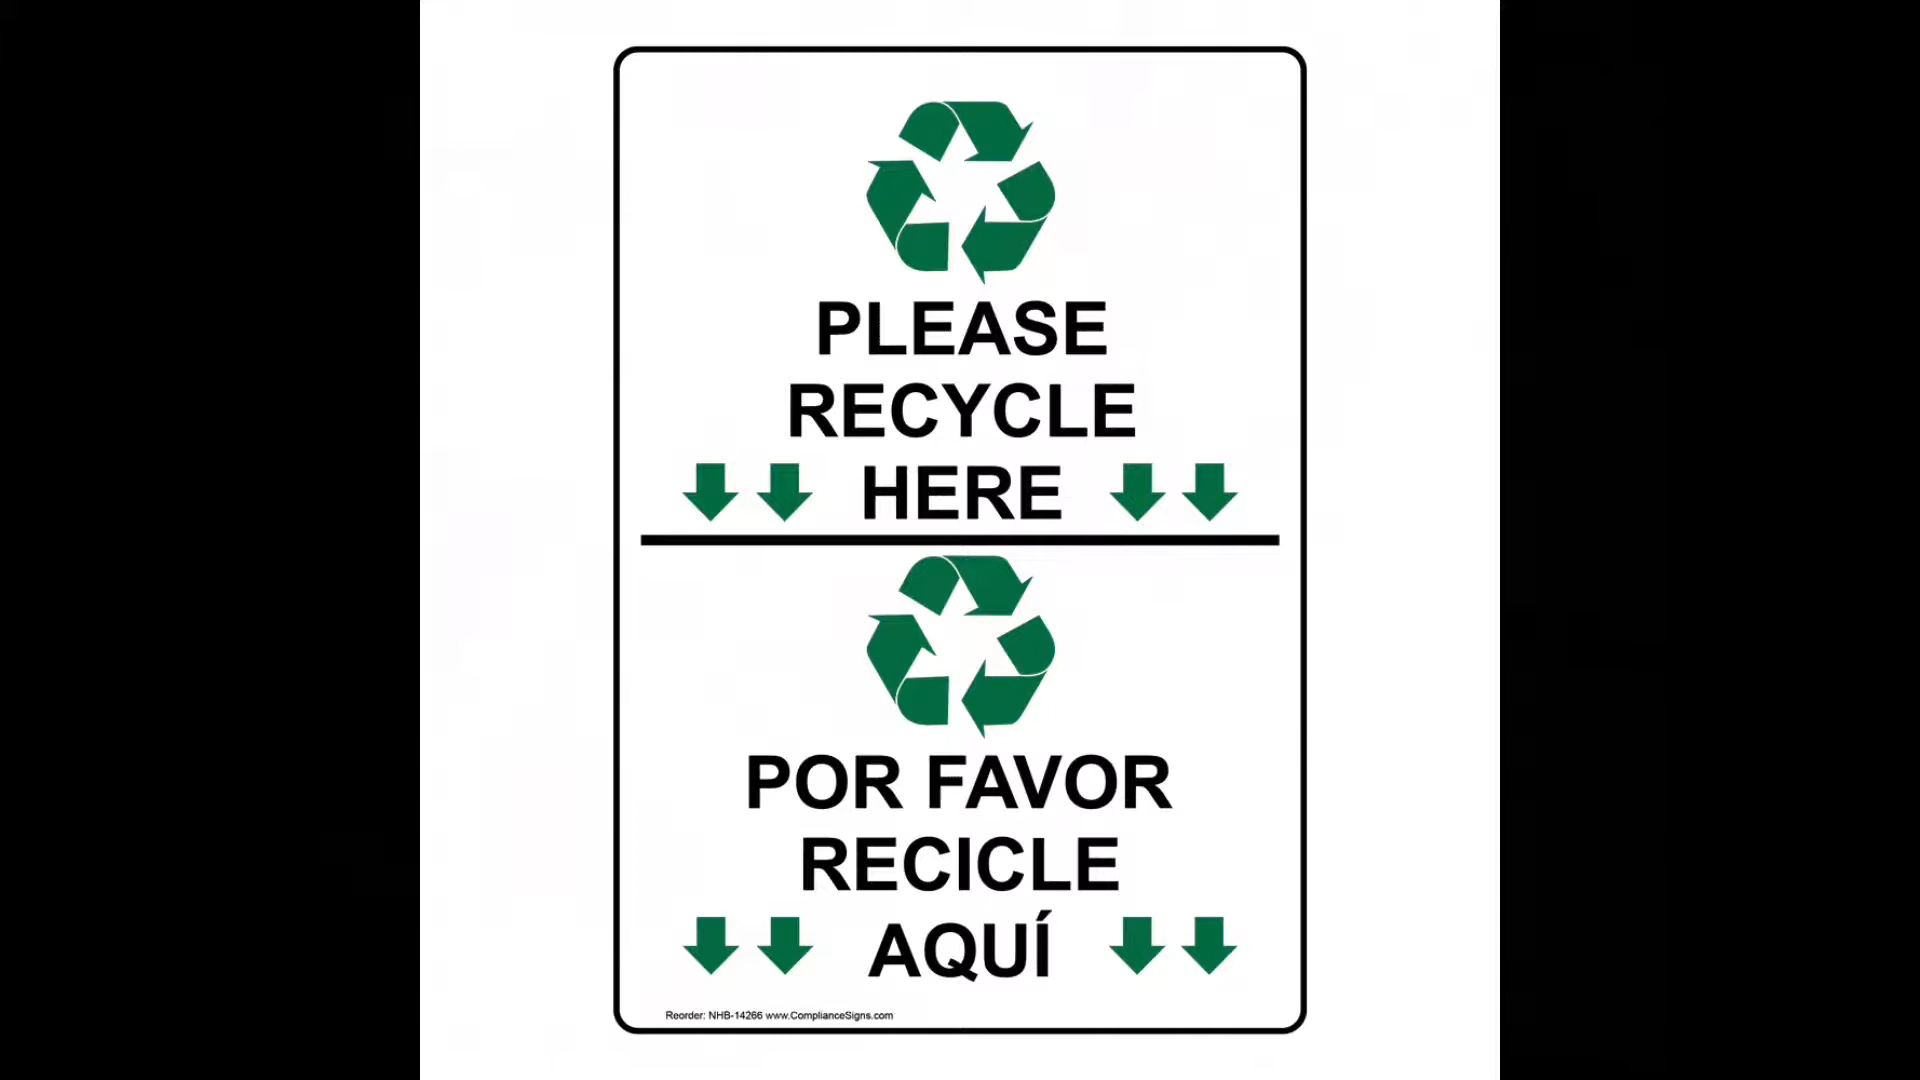 PLEASE
RECYCLE
HERE
POR FAVOR
RECICLE
AQUÍ
Reorder: NHB-14266 www.ComplianceSigns.com